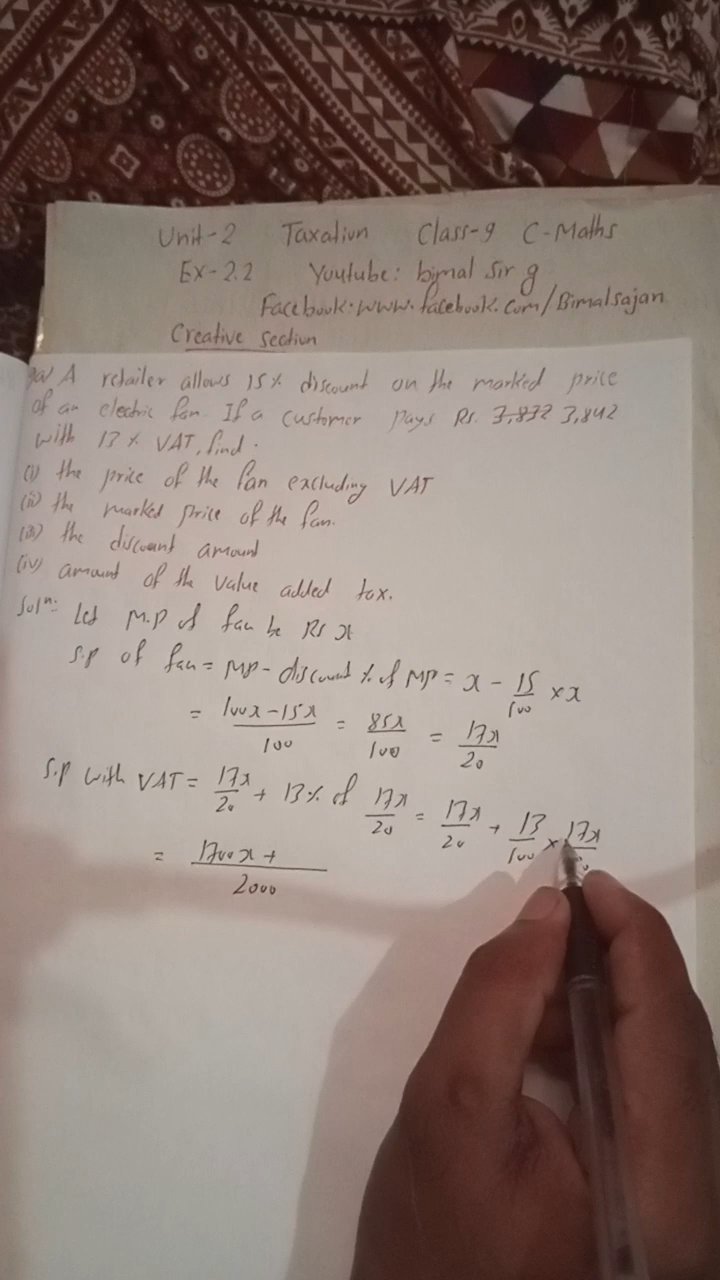 Unit-2 Taxation Class-9 C-Maths
Ex-2.2 Youtube: bimal sir g
Facebook: www.facebook.com/Bimalsajan
Creative section
A retailer allows 15% discount on the marked price
of an electric fan. If a customer pays Rs. 3,832 3,842
with 13% VAT, find.
(i) the price of the fan excluding VAT
(ii) the marked price of the fan.
(iii) the discount amount
(iv) amount of the value added tax.
Solⁿ: Let M.P of fan be Rs x
S.p of fan = MP - discount % of MP = x - 15/100 × x
= 100x-15x/100 = 85x/100 = 17x/20
S.p with VAT = 17x/20 + 13% of 17x/20 = 17x/20 + 13/100 × 17x
= 1700x + /2000